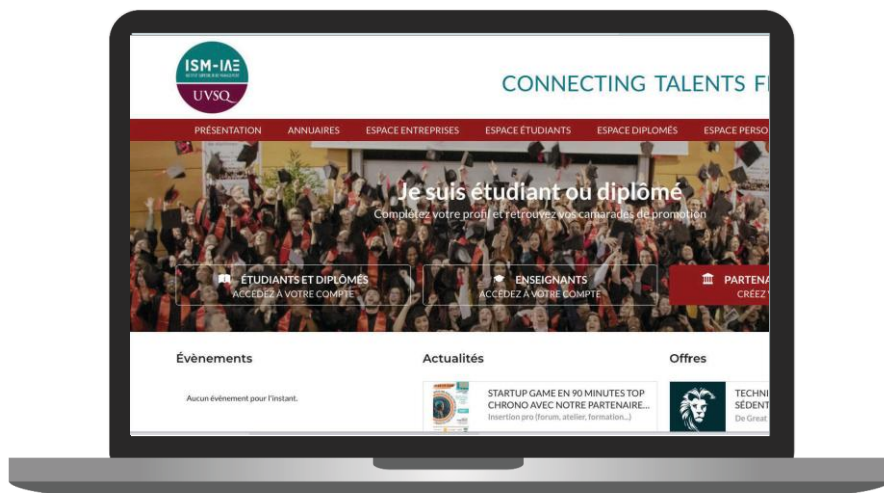 ISM-IAE
UVSQ
CONNECTING TALENTS F
PRÉSENTATION ANNUAIRES ESPACE ENTREPRISES ESPACE ÉTUDIANTS ESPACE DIPLOMÉS ESPACE PERSO
Je suis étudiant ou diplômé
Complétez votre profil et retrouvez vos camarades de promotion
ÉTUDIANTS ET DIPLÔMÉS
ACCÉDEZ À VOTRE COMPTE
ENSEIGNANTS
ACCÉDEZ À VOTRE COMPTE
PARTENA
CRÉEZ
Évènements
Actualités
Offres
Aucun événement pour l'instant.
STARTUP GAME EN 90 MINUTES TOP
CHRONO AVEC NOTRE PARTENAIRE...
Insertion pro (forum, atelier, formation...)
TECHNI
SÉDENT
De Great